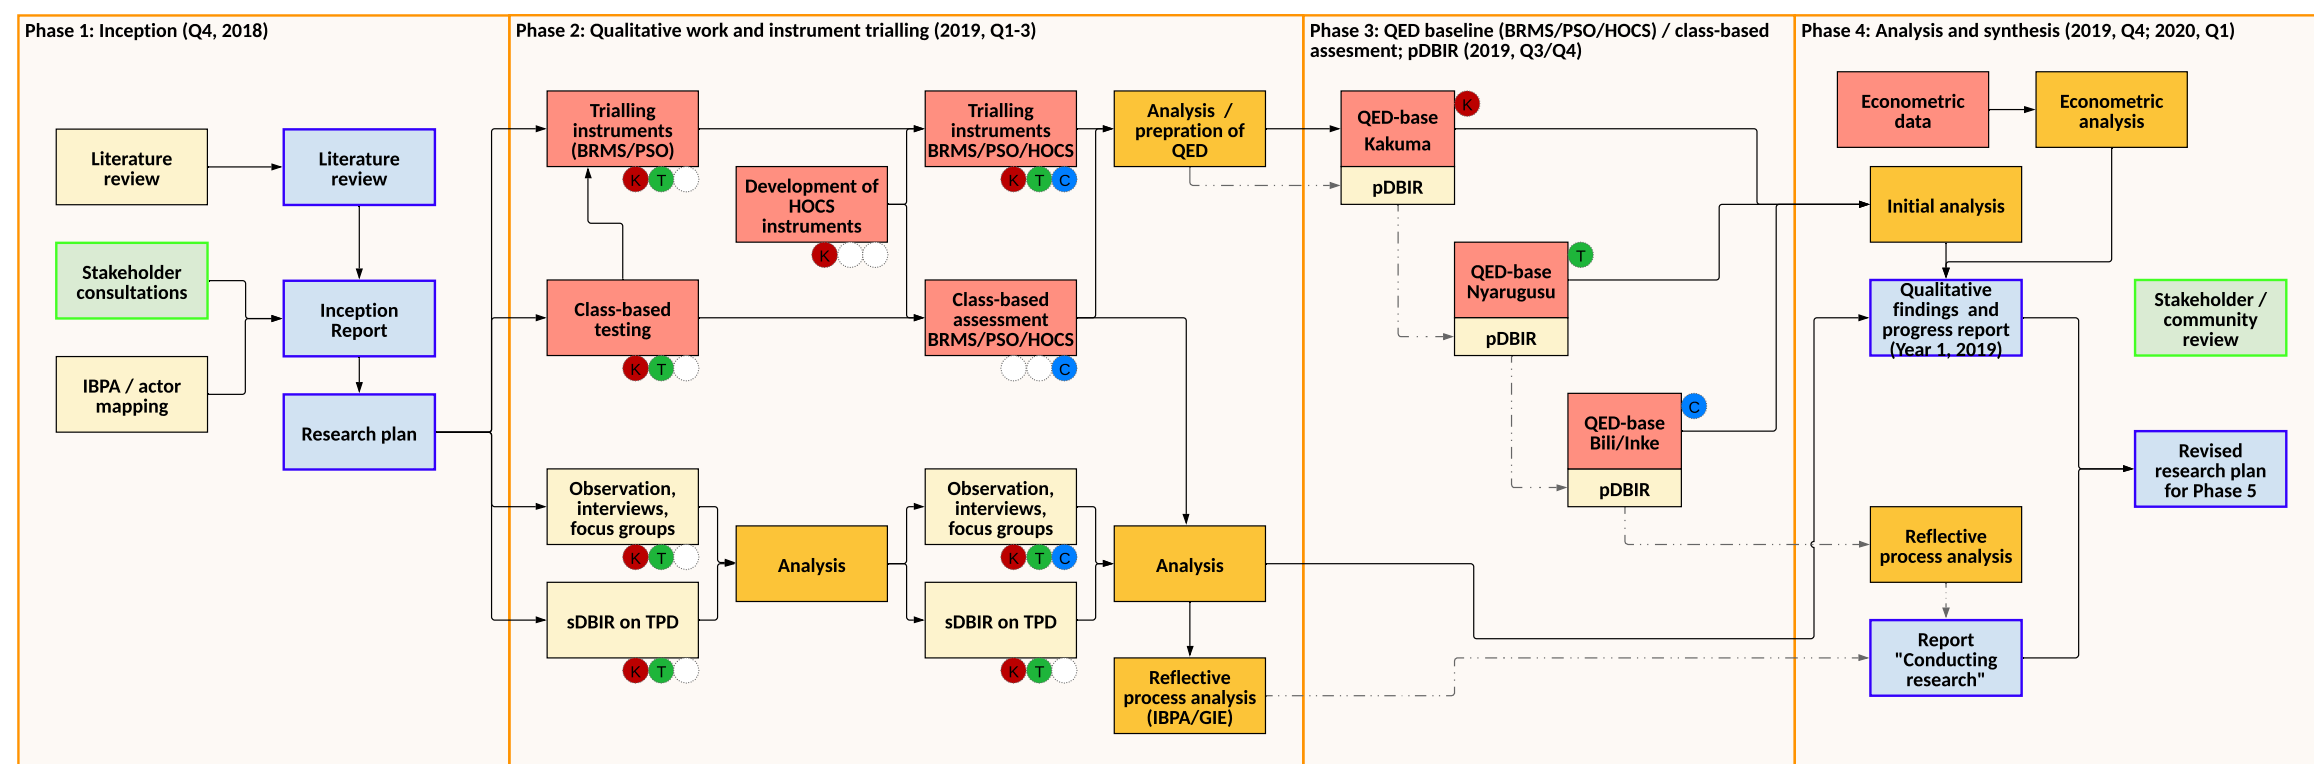 Phase 1: Inception (Q4, 2018)
Literature
review
Literature
review
Stakeholder
consultations
Inception
Report
IBPA / actor
mapping
Research plan
Phase 2: Qualitative work and instrument trialling (2019, Q1-3)
Trialling
instruments
(BRMS/PSO)
K T
Development of
HOCS
instruments
K
Trialling
instruments
BRMS/PSO/HOCS
K T C
Analysis /
prepration of
QED
Class-based
testing
K T
Class-based
assessment
BRMS/PSO/HOCS
C
Observation,
interviews,
focus groups
K T
sDBIR on TPD
K T
Analysis
Observation,
interviews,
focus groups
K T C
sDBIR on TPD
K T
Analysis
Reflective
process analysis
(IBPA/GIE)
Phase 3: QED baseline (BRMS/PSO/HOCS) / class-based
assesment; pDBIR (2019, Q3/Q4)
QED-base
Kakuma
K
pDBIR
QED-base
Nyarugusu
T
pDBIR
QED-base
Bili/Inke
C
pDBIR
Phase 4: Analysis and synthesis (2019, Q4; 2020, Q1)
Econometric
data
Econometric
analysis
Initial analysis
Qualitative
findings and
progress report
(Year 1, 2019)
Stakeholder /
community
review
Revised
research plan
for Phase 5
Reflective
process analysis
Report
"Conducting
research"